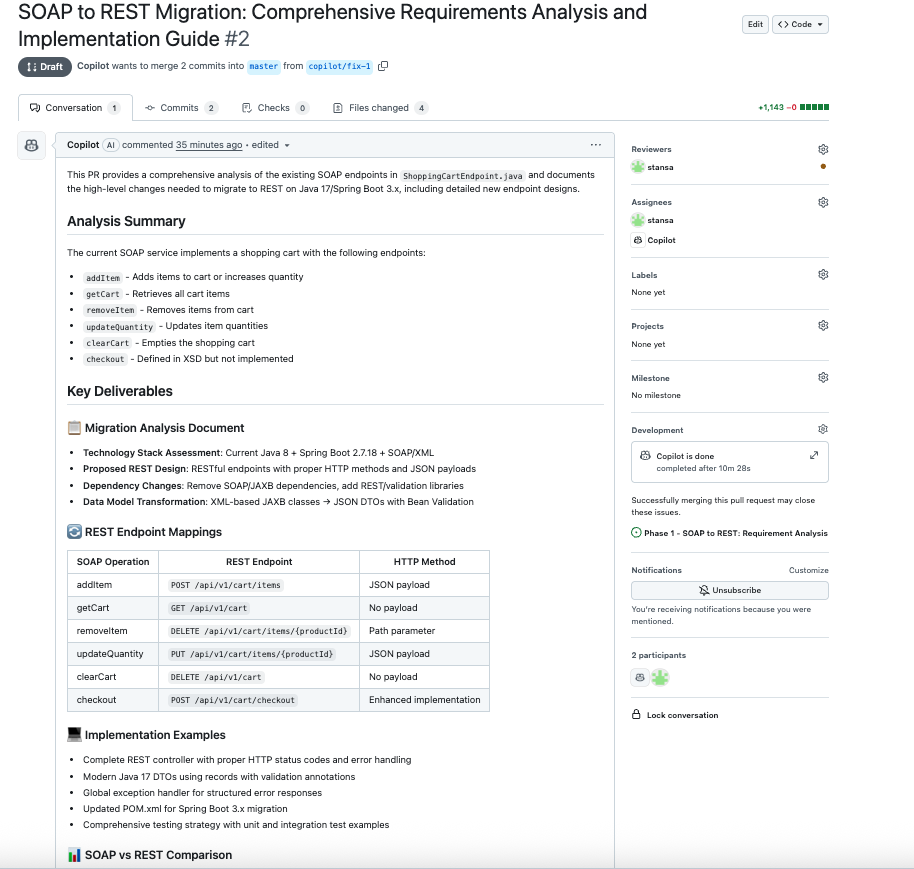 SOAP to REST Migration: Comprehensive Requirements Analysis and
Implementation Guide #2
Edit
<> Code
Draft
Copilot wants to merge 2 commits into master from copilot/fix-1
Conversation 1
Commits 2
Checks 0
Files changed 4
+1,143 −0
Copilot AI commented 35 minutes ago • edited
This PR provides a comprehensive analysis of the existing SOAP endpoints in ShoppingCartEndpoint.java and documents
the high-level changes needed to migrate to REST on Java 17/Spring Boot 3.x, including detailed new endpoint designs.
Analysis Summary
The current SOAP service implements a shopping cart with the following endpoints:
• addItem - Adds items to cart or increases quantity
• getCart - Retrieves all cart items
• removeItem - Removes items from cart
• updateQuantity - Updates item quantities
• clearCart - Empties the shopping cart
• checkout - Defined in XSD but not implemented
Key Deliverables
📋 Migration Analysis Document
• Technology Stack Assessment: Current Java 8 + Spring Boot 2.7.18 + SOAP/XML
• Proposed REST Design: RESTful endpoints with proper HTTP methods and JSON payloads
• Dependency Changes: Remove SOAP/JAXB dependencies, add REST/validation libraries
• Data Model Transformation: XML-based JAXB classes → JSON DTOs with Bean Validation
🔄 REST Endpoint Mappings
SOAP Operation REST Endpoint HTTP Method
addItem POST /api/v1/cart/items JSON payload
getCart GET /api/v1/cart No payload
removeItem DELETE /api/v1/cart/items/{productId} Path parameter
updateQuantity PUT /api/v1/cart/items/{productId} JSON payload
clearCart DELETE /api/v1/cart No payload
checkout POST /api/v1/cart/checkout Enhanced implementation
💻 Implementation Examples
• Complete REST controller with proper HTTP status codes and error handling
• Modern Java 17 DTOs using records with validation annotations
• Global exception handler for structured error responses
• Updated POM.xml for Spring Boot 3.x migration
• Comprehensive testing strategy with unit and integration test examples
📊 SOAP vs REST Comparison
Reviewers
stansa
Assignees
stansa
Copilot
Labels
None yet
Projects
None yet
Milestone
No milestone
Development
Copilot is done
completed after 10m 28s
Successfully merging this pull request may close
these issues.
Phase 1 - SOAP to REST: Requirement Analysis
Notifications
Customize
Unsubscribe
You're receiving notifications because you were
mentioned.
2 participants
Lock conversation